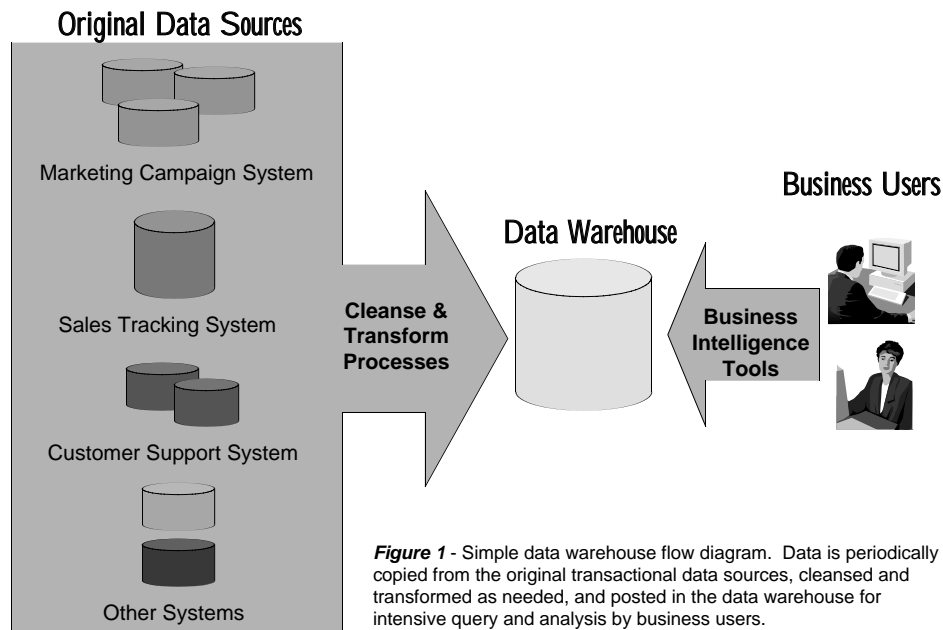 Original Data Sources
Marketing Campaign System
Sales Tracking System
Customer Support System
Other Systems
Cleanse &
Transform
Processes
Data Warehouse
Business
Intelligence
Tools
Business Users
Figure 1 - Simple data warehouse flow diagram.  Data is periodically
copied from the original transactional data sources, cleansed and
transformed as needed, and posted in the data warehouse for
intensive query and analysis by business users.